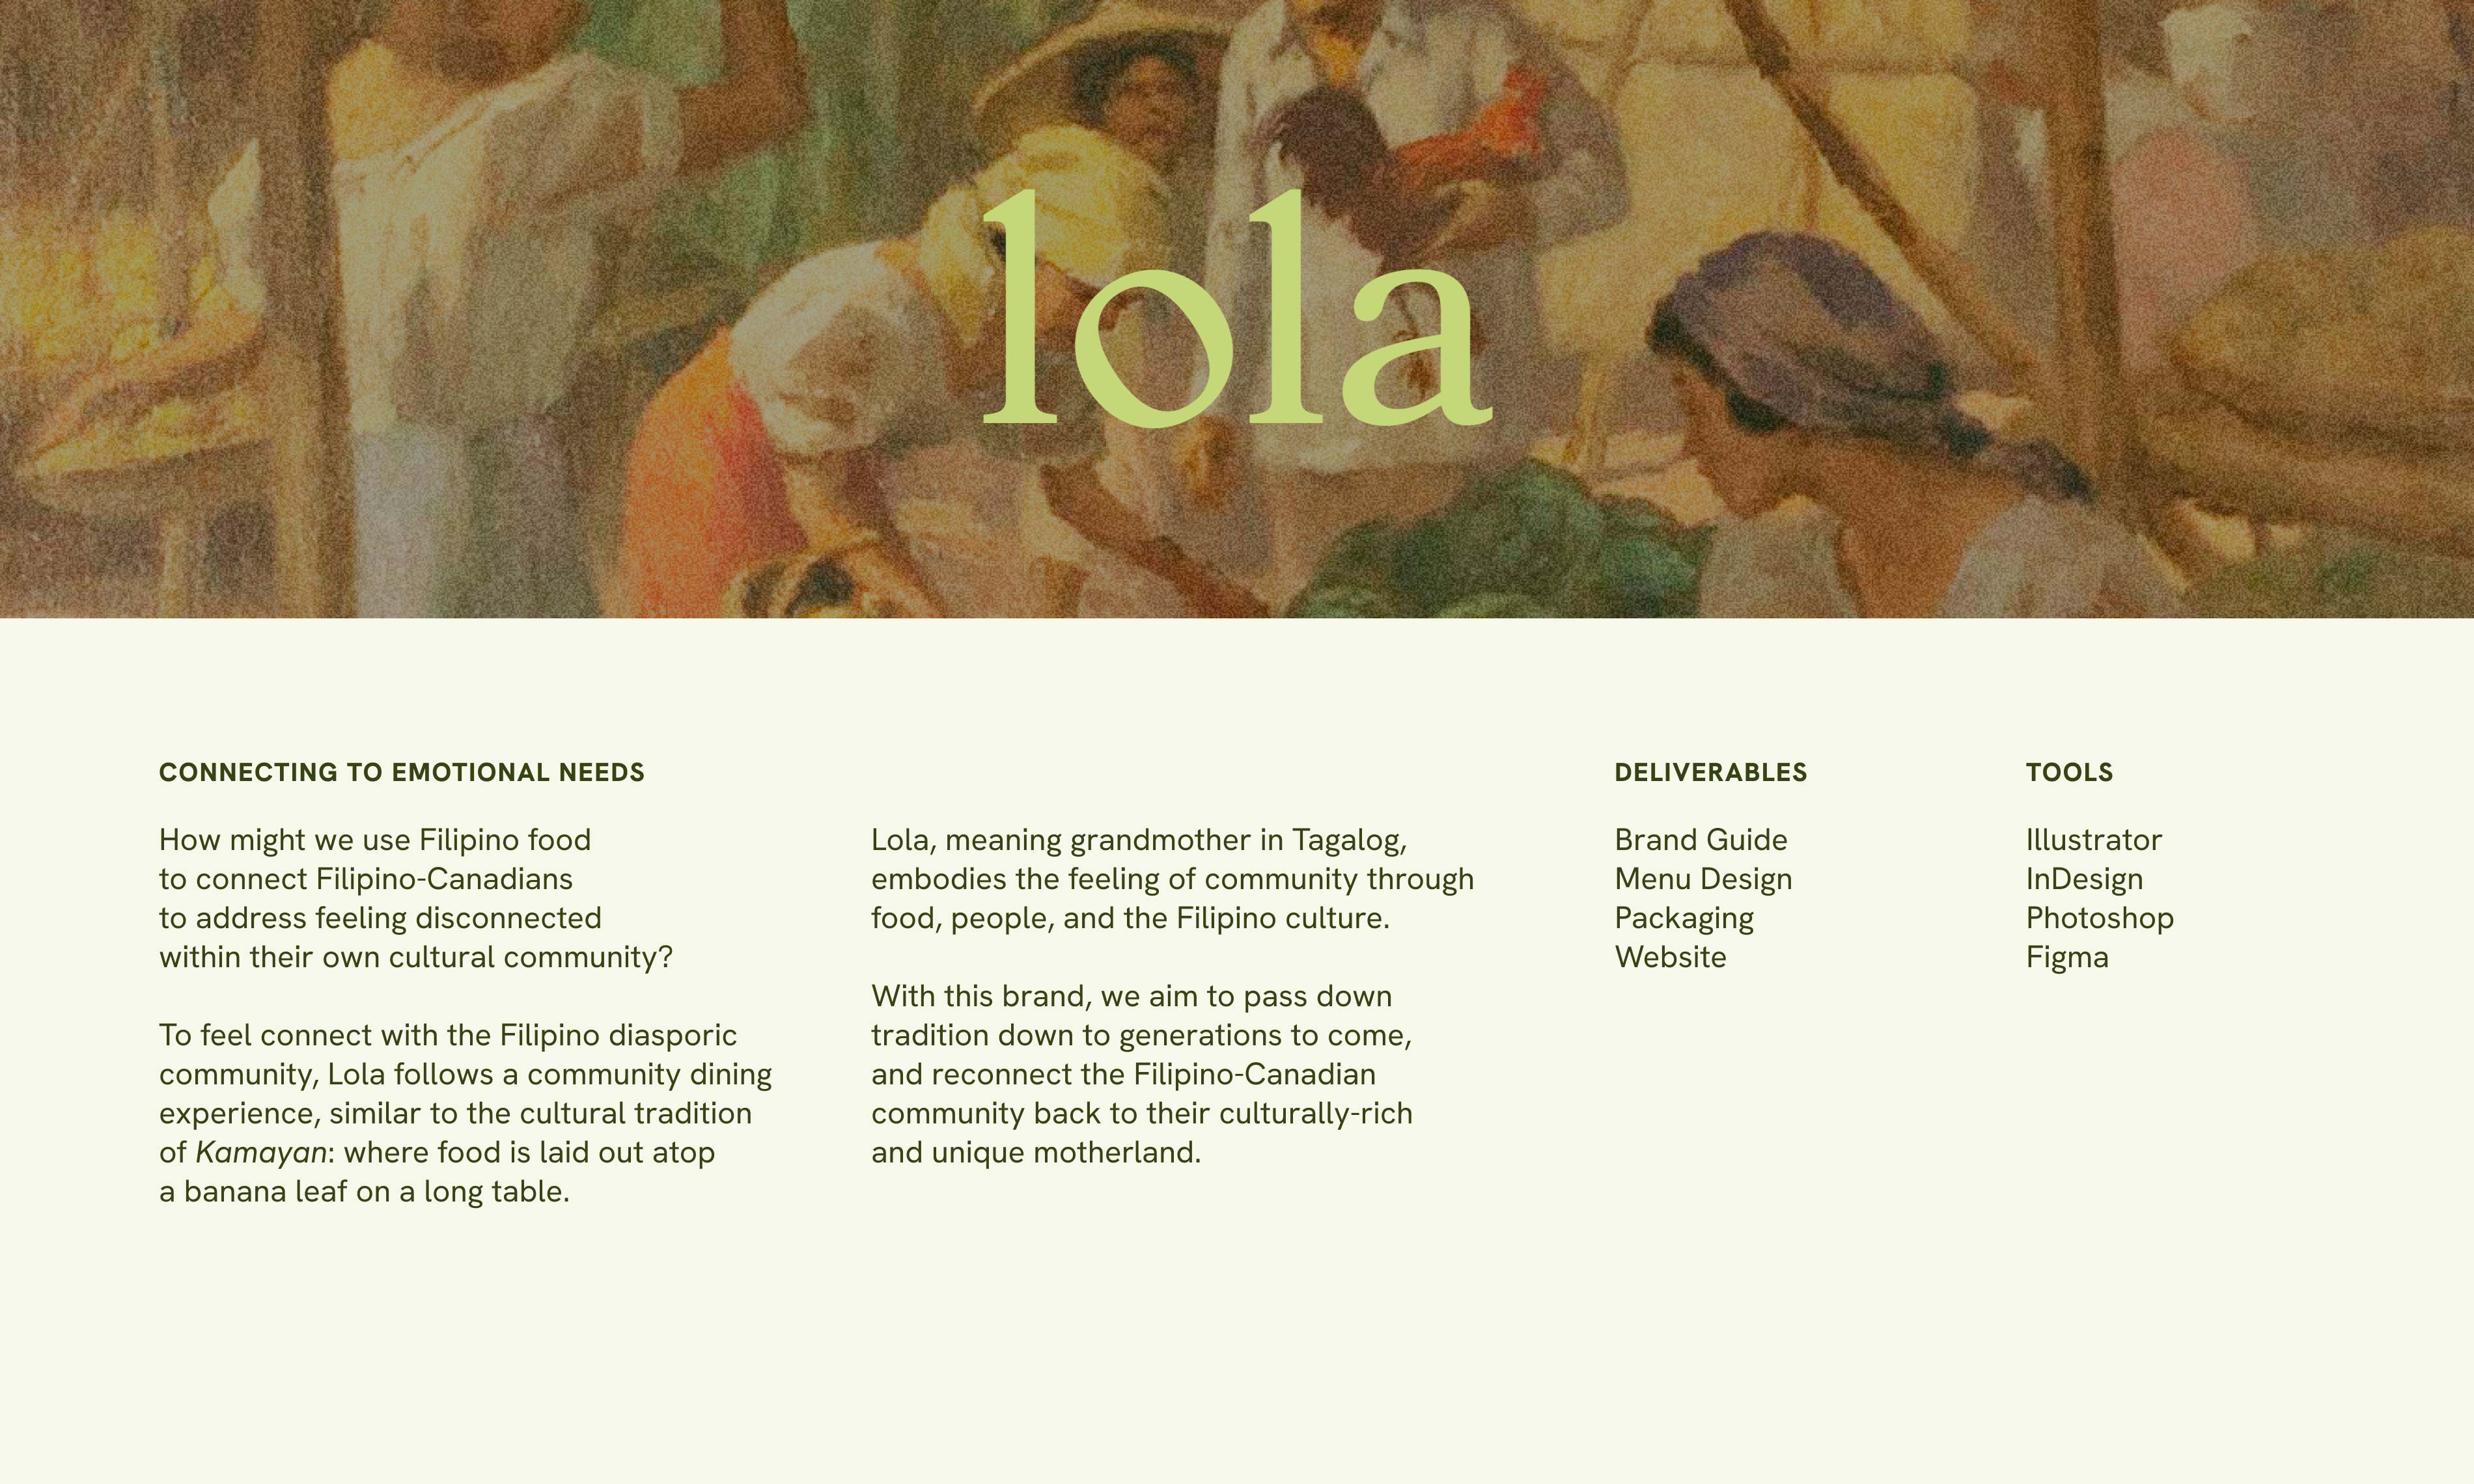 lola
CONNECTING TO EMOTIONAL NEEDS
How might we use Filipino food
to connect Filipino-Canadians
to address feeling disconnected
within their own cultural community?
To feel connect with the Filipino diasporic
community, Lola follows a community dining
experience, similar to the cultural tradition
of Kamayan: where food is laid out atop
a banana leaf on a long table.
Lola, meaning grandmother in Tagalog,
embodies the feeling of community through
food, people, and the Filipino culture.
With this brand, we aim to pass down
tradition down to generations to come,
and reconnect the Filipino-Canadian
community back to their culturally-rich
and unique motherland.
DELIVERABLES
Brand Guide
Menu Design
Packaging
Website
TOOLS
Illustrator
InDesign
Photoshop
Figma